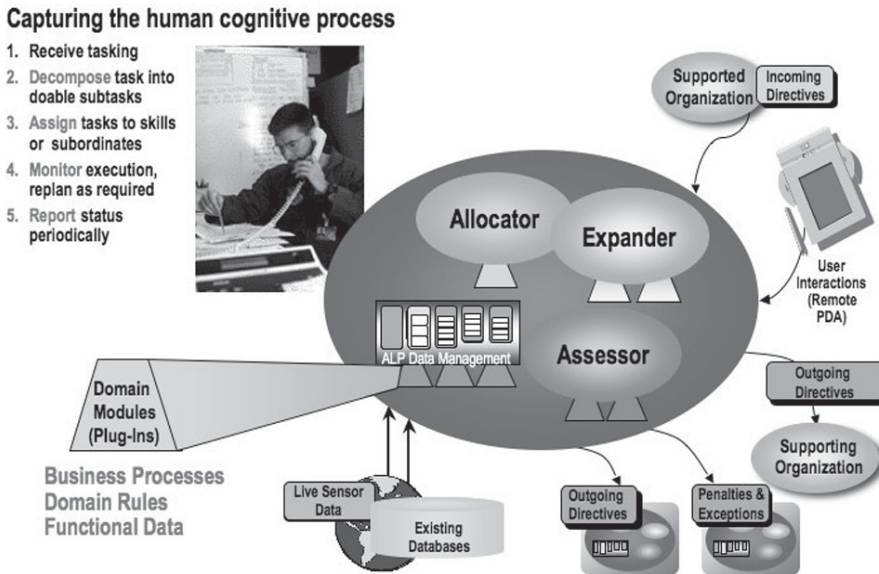 Capturing the human cognitive process
1. Receive tasking
2. Decompose task into
doable subtasks
3. Assign tasks to skills
or subordinates
4. Monitor execution,
replan as required
5. Report status
periodically
Supported
Organization
Incoming
Directives
Allocator
Expander
User
Interactions
(Remote
PDA)
ALP Data Management
Assessor
Domain
Modules
(Plug-Ins)
Outgoing
Directives
Supporting
Organization
Business Processes
Domain Rules
Functional Data
Live Sensor
Data
Existing
Databases
Outgoing
Directives
Penalties &
Exceptions